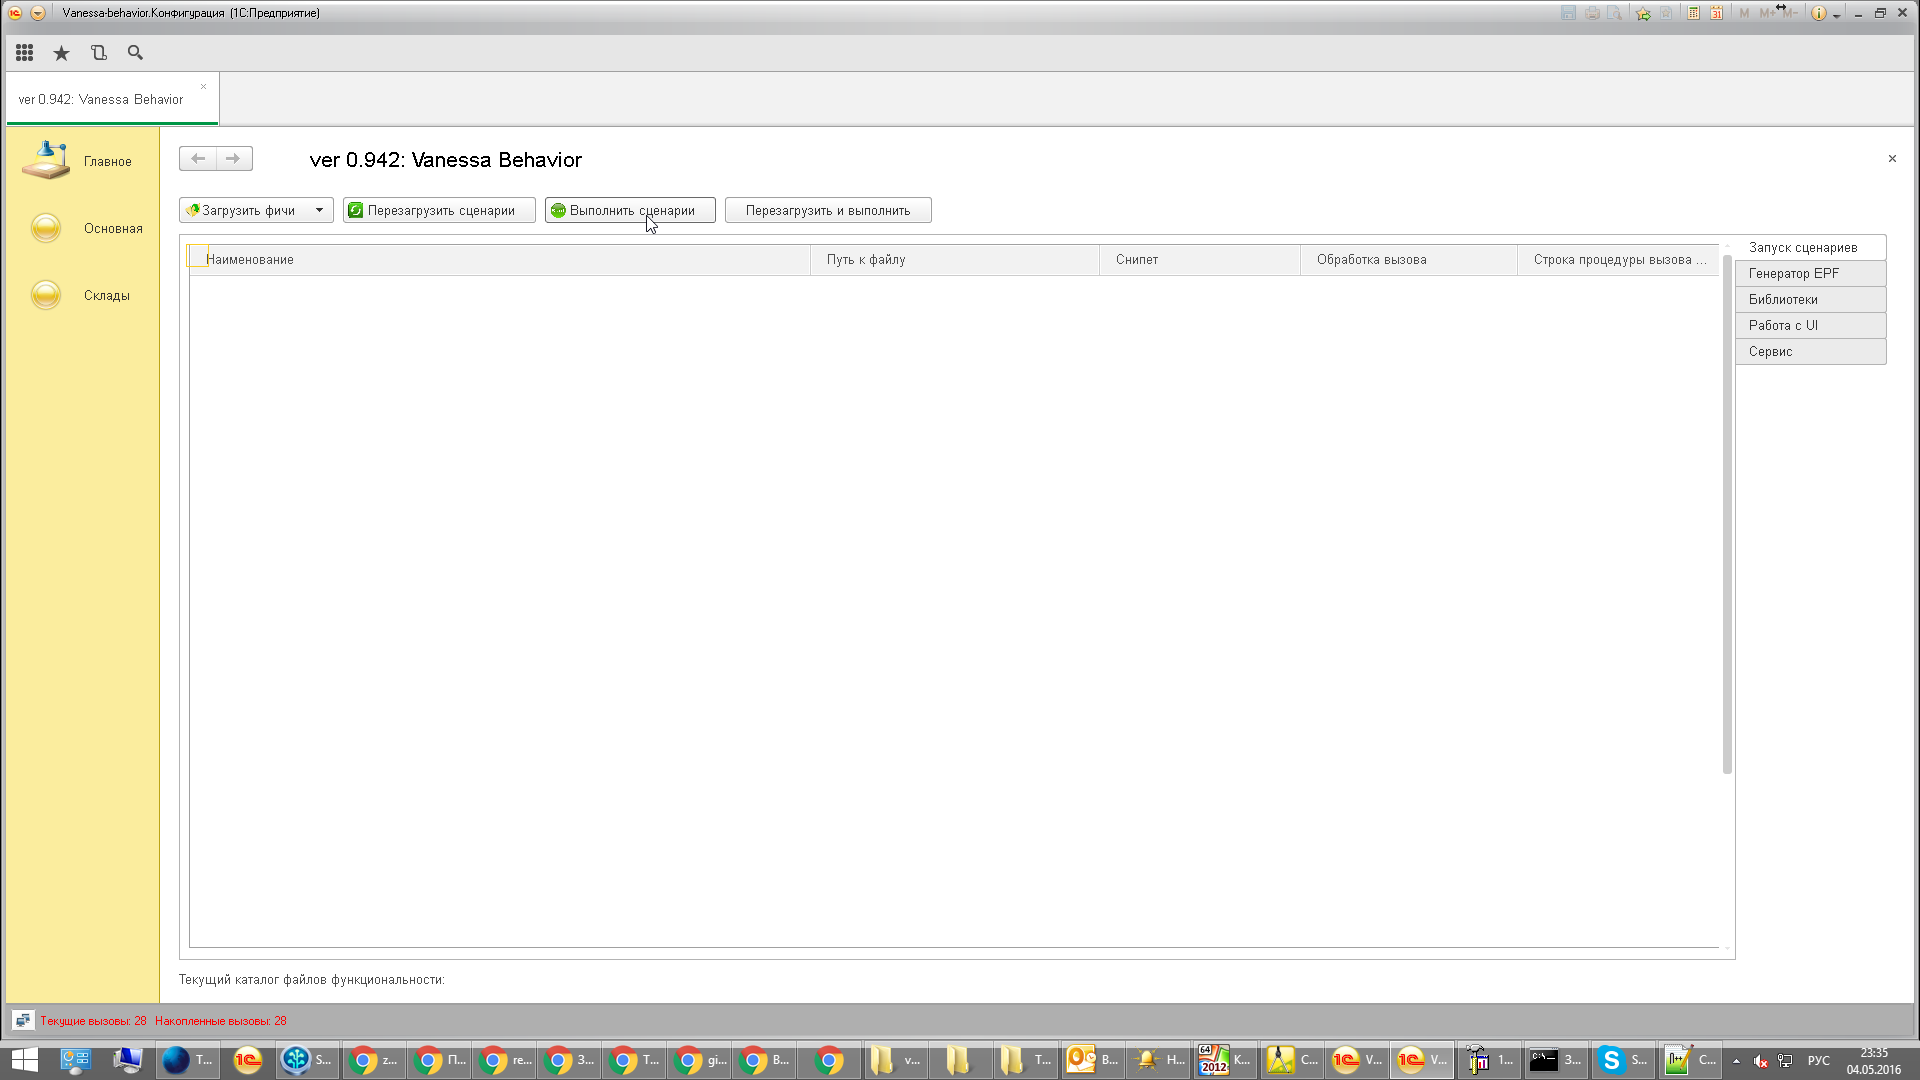 Vanessa-behavior.Конфигурация (1С:Предприятие)
31 M M+ M-
ver 0.942: Vanessa Behavior
Главное
Основная
Склады
ver 0.942: Vanessa Behavior
Загрузить фичи Перезагрузить сценарии Выполнить сценарии Перезагрузить и выполнить
Наименование Путь к файлу Снипет Обработка вызова Строка процедуры вызова ...
Запуск сценариев
Генератор EPF
Библиотеки
Работа с UI
Сервис
Текущий каталог файлов функциональности:
Текущие вызовы: 28 Накопленные вызовы: 28
T... S... z... П... re... З... T... gi... B... v... T... B... Н... 64 2012 K... C... V... V... 1... З... S... C... РУС
23:35
04.05.2016